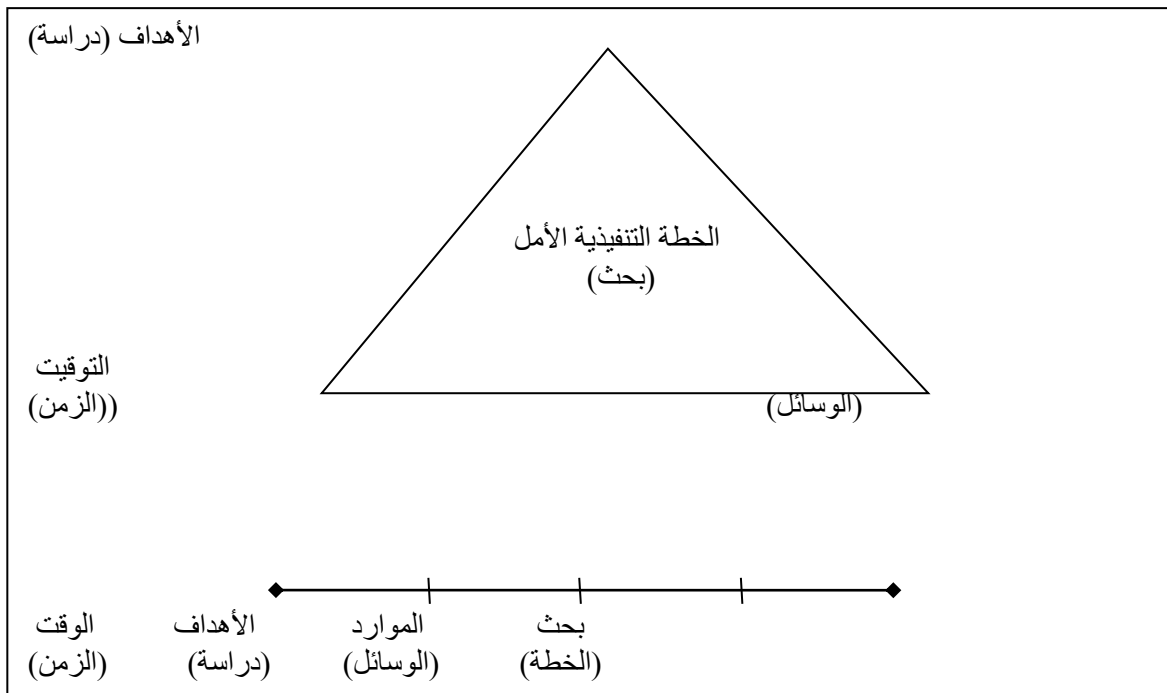 الأهداف (دراسة)
الخطة التنفيذية الأمل
(بحث)
التوقيت
((الزمن)
(الوسائل)
بحث الموارد الأهداف الوقت
(الخطة) (الوسائل) (دراسة) (الزمن)